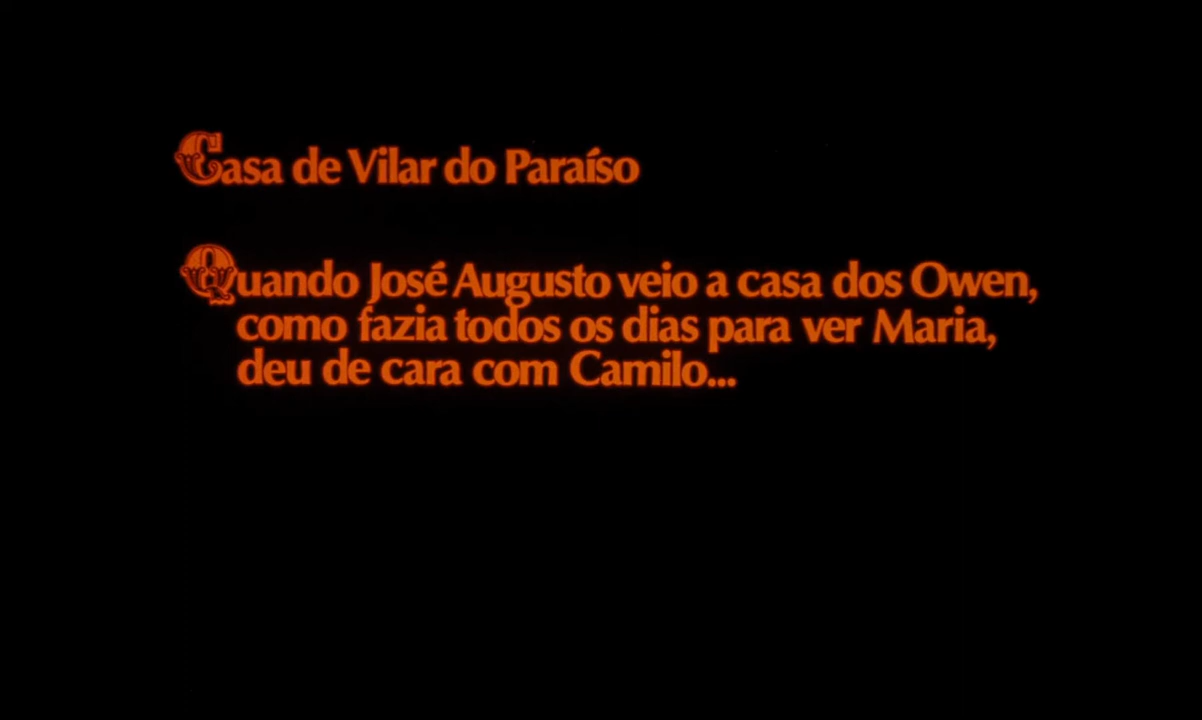 Casa de Vilar do Paraíso
Quando José Augusto veio a casa dos Owen,
como fazia todos os dias para ver Maria,
deu de cara com Camilo...